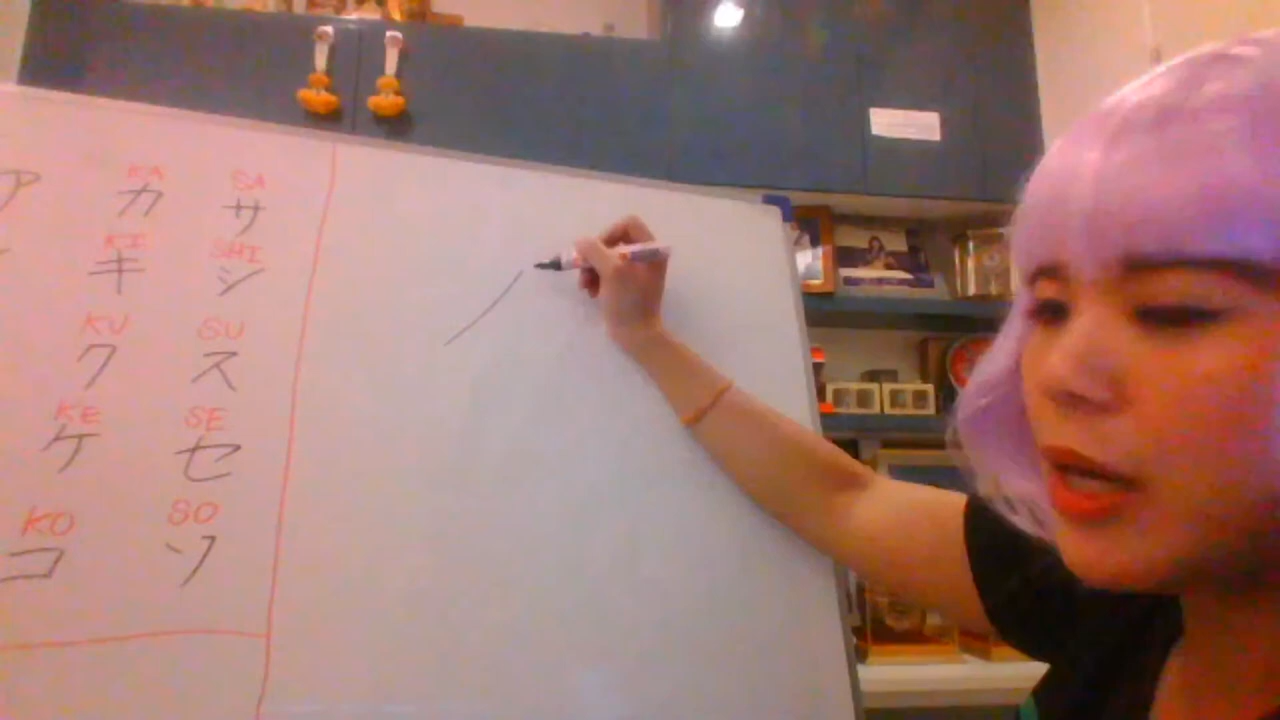 KA SA
ア カ サ
KI SHI
キ シ
KU SU
ク ス
KE SE
ケ セ
KO SO
コ ソ